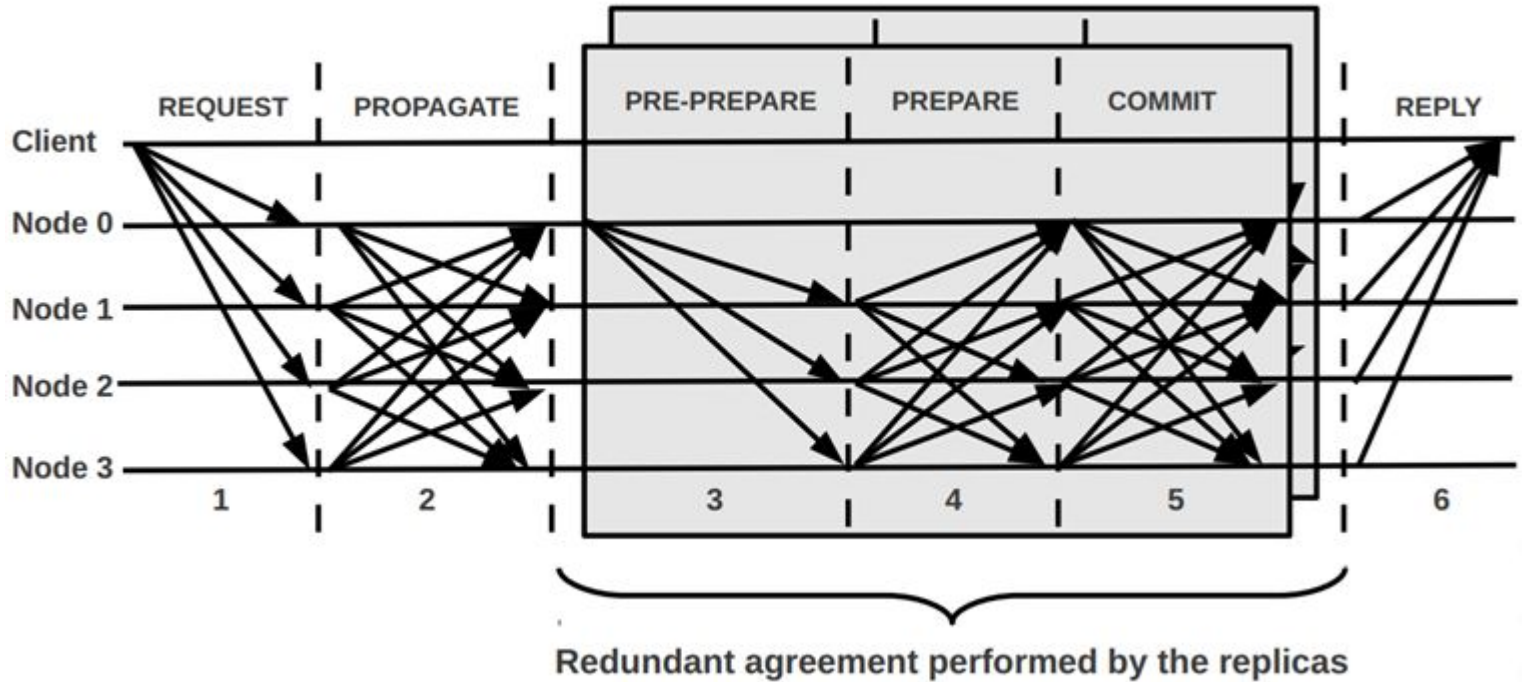 REQUEST PROPAGATE PRE-PREPARE PREPARE COMMIT REPLY
Client
Node 0
Node 1
Node 2
Node 3
1 2 3 4 5 6
Redundant agreement performed by the replicas